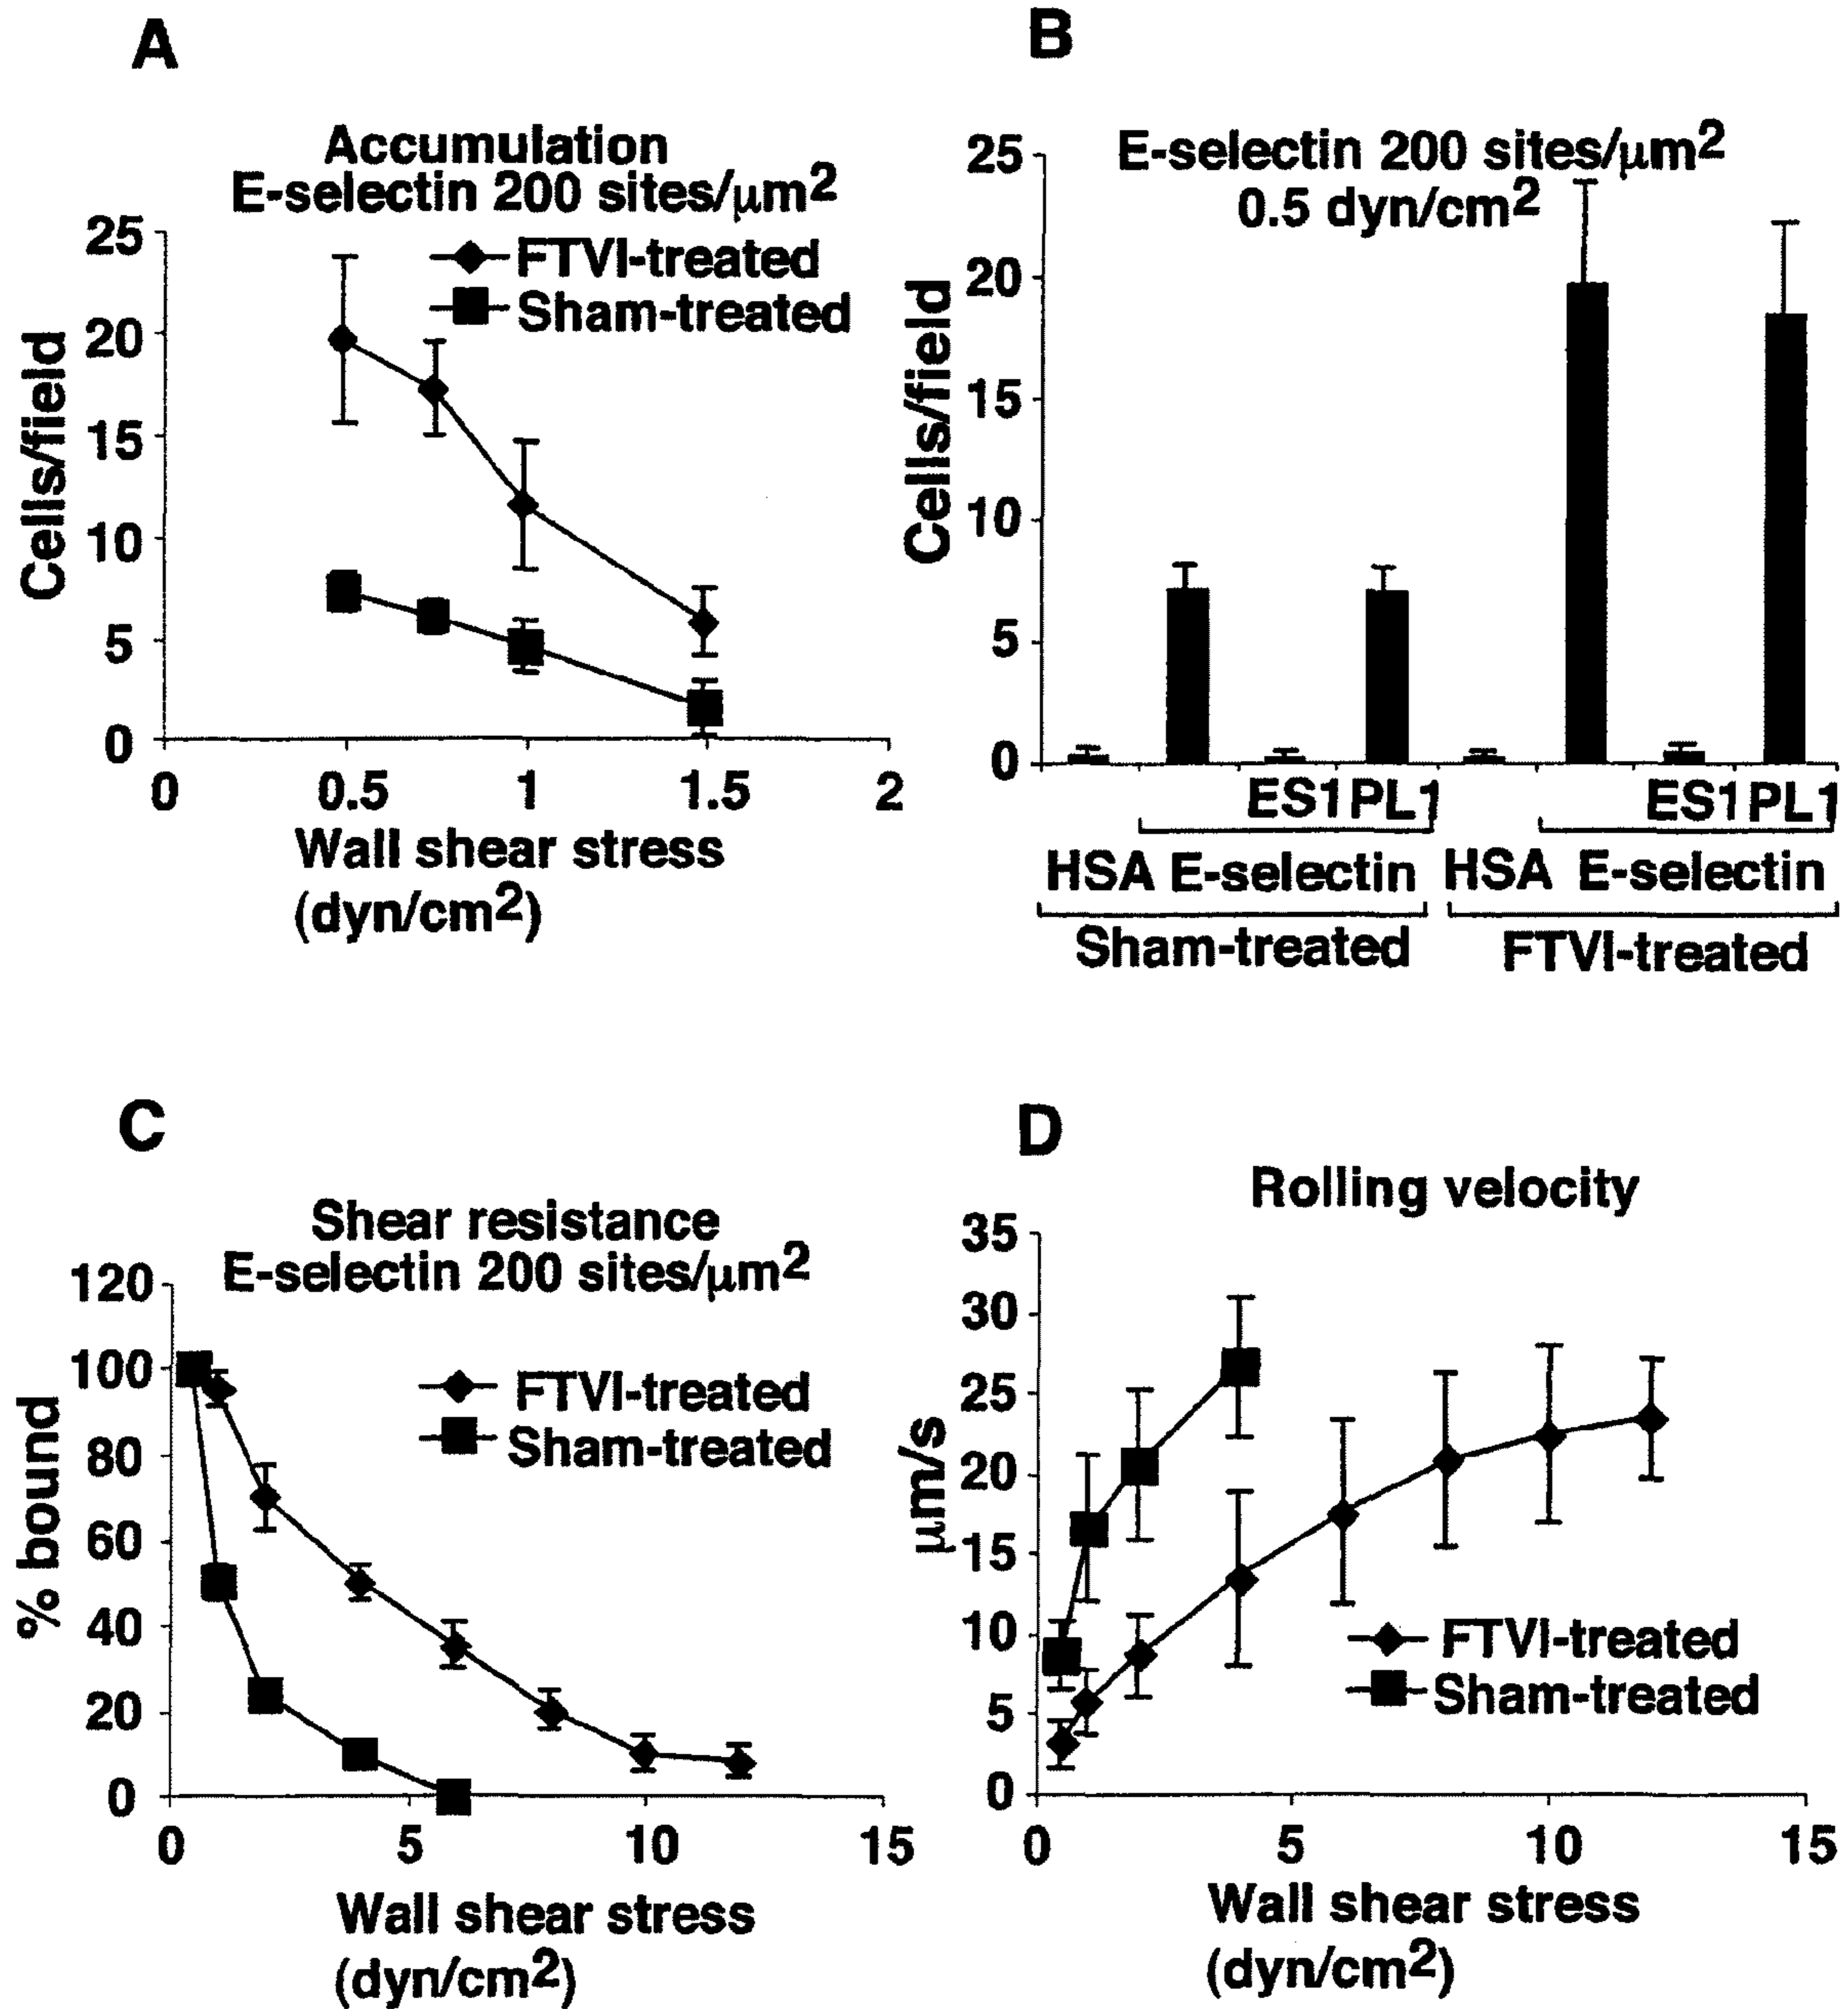 A
Accumulation
E-selectin 200 sites/μm2
FTVI-treated
Sham-treated
25
20
15
10
5
0
Cells/field
0
0.5
1
1.5
2
Wall shear stress
(dyn/cm2)
B
E-selectin 200 sites/μm2
0.5 dyn/cm2
25
20
15
10
5
0
Cells/field
ES1 PL1 ES1 PL1
HSA E-selectin HSA E-selectin
Sham-treated FTVI-treated
C
Shear resistance
E-selectin 200 sites/μm2
FTVI-treated
Sham-treated
120
100
80
60
40
20
0
% bound
0
5
10
15
Wall shear stress
(dyn/cm2)
D
Rolling velocity
35
30
25
20
15
10
5
0
μm/s
FTVI-treated
Sham-treated
0
5
10
15
Wall shear stress
(dyn/cm2)